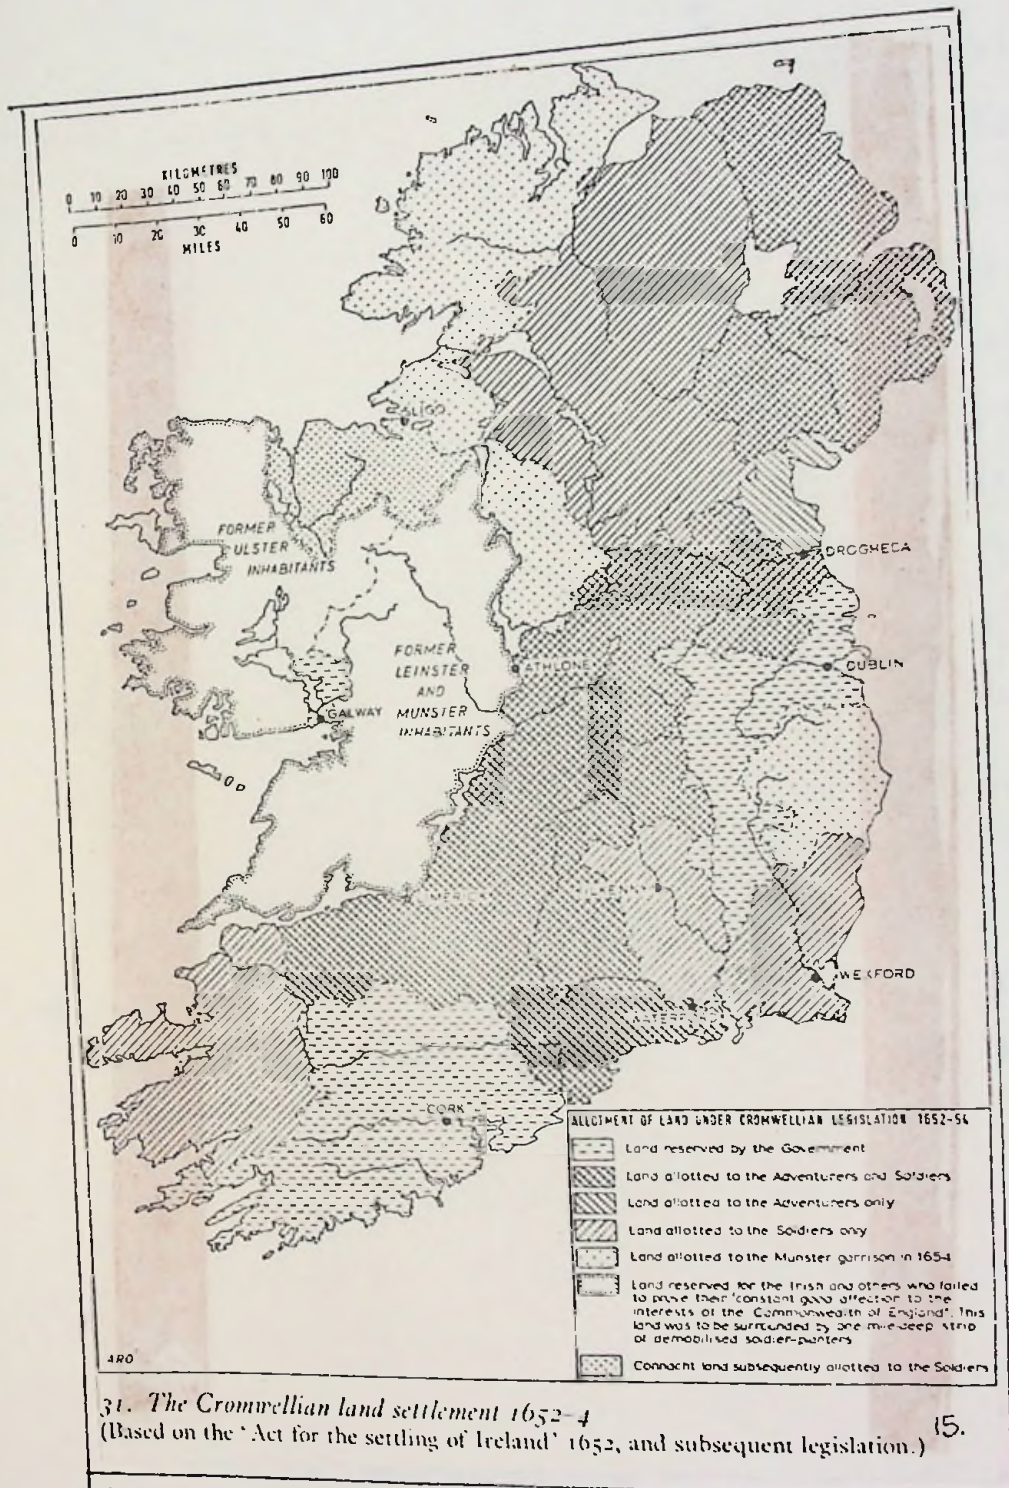 KILOMETRES
0 10 20 30 40 50 60 70 80 90 100
0 10 20 30 40 50 60
MILES
SLIGO
FORMER
ULSTER
INHABITANTS
DROGHEDA
FORMER
LEINSTER
AND
MUNSTER
INHABITANTS
ATHLONE
DUBLIN
GALWAY
WEXFORD
CORK
ALLOTMENT OF LAND UNDER CROMWELLIAN LEGISLATION 1652-54
Land reserved by the Government
Land allotted to the Adventurers and Soldiers
Land allotted to the Adventurers only
Land allotted to the Soldiers only
Land allotted to the Munster garrison in 1654
Land reserved for the Irish and others who failed
to prove their 'constant good affection to the
interests of the Commonwealth of England'. This
land was to be surrounded by one mile-deep strip
of demobilised soldier-planters
Connacht land subsequently allotted to the Soldiers
ARO
31. The Cromwellian land settlement 1652-4
(Based on the 'Act for the settling of Ireland' 1652, and subsequent legislation.)
15.